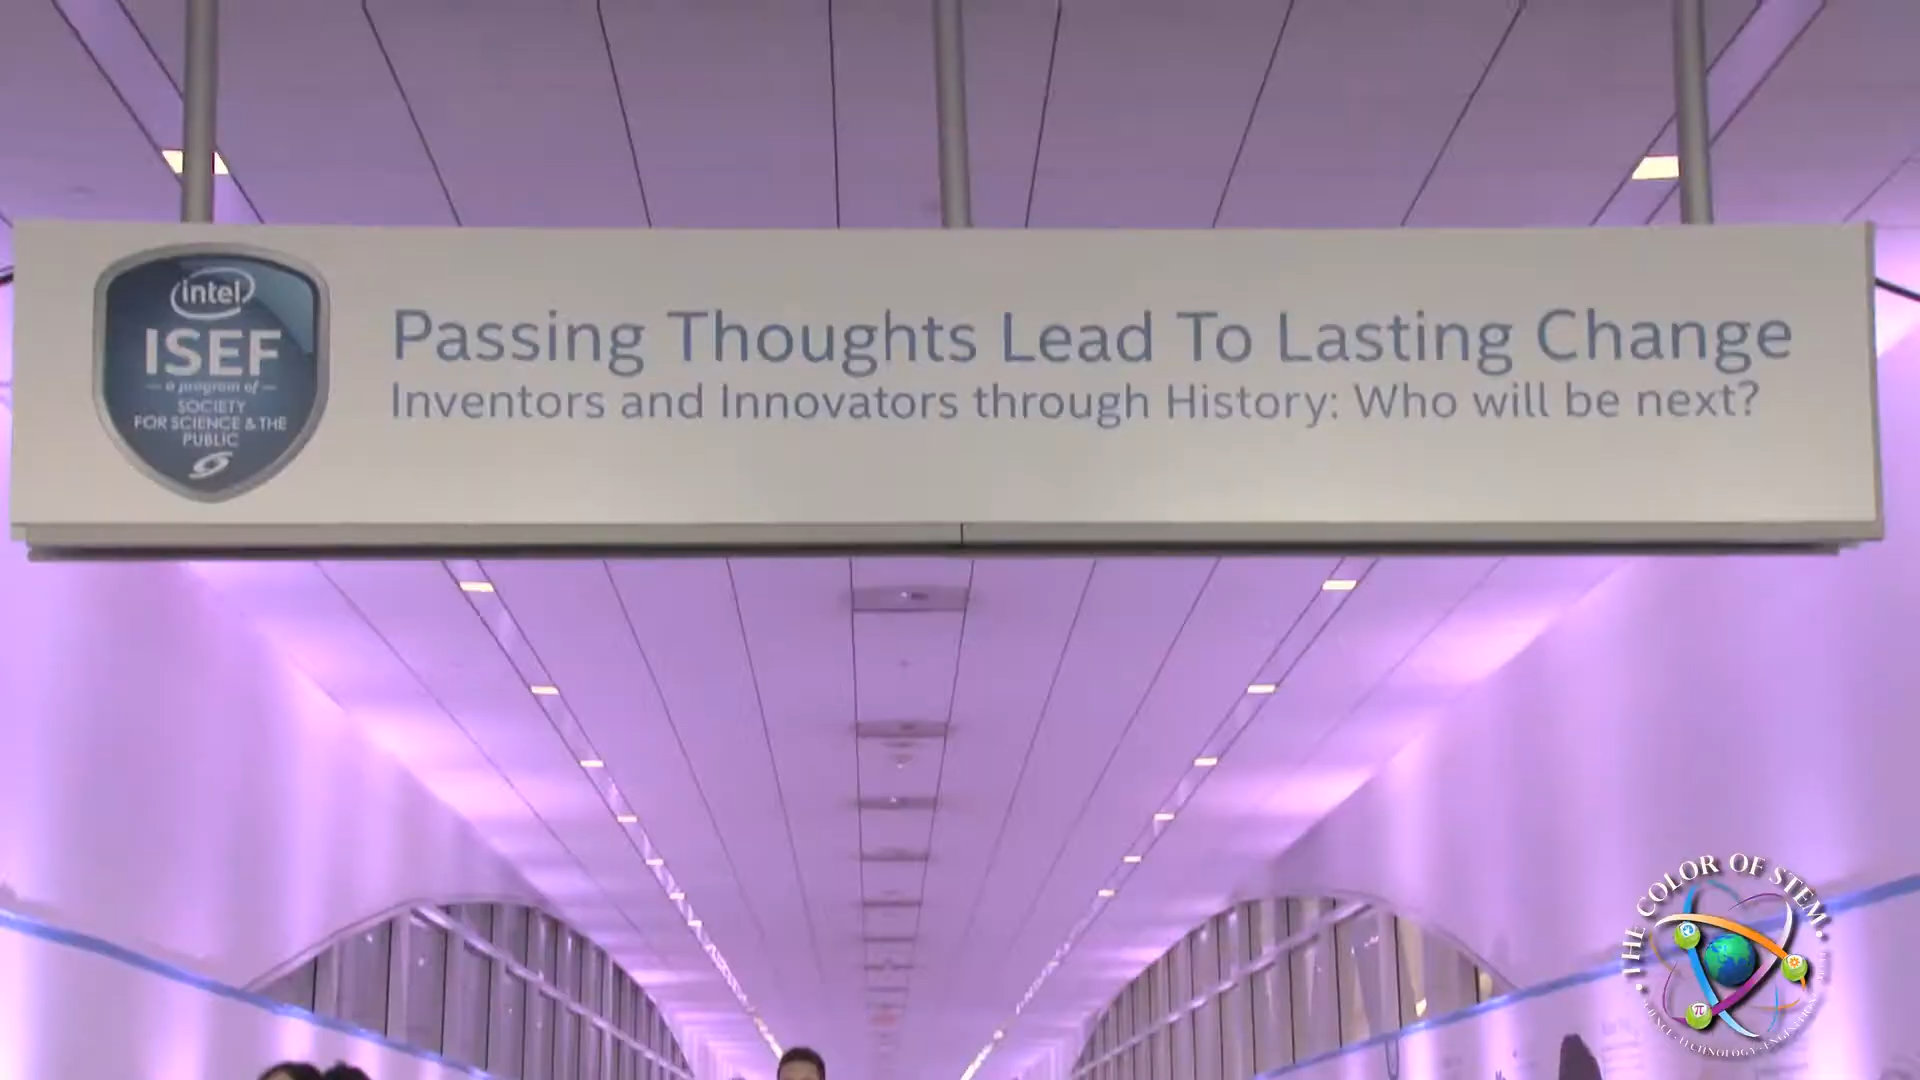 intel
ISEF
a program of
SOCIETY
FOR SCIENCE & THE
PUBLIC
Passing Thoughts Lead To Lasting Change
Inventors and Innovators through History: Who will be next?
• THE COLOR OF STEM •
π